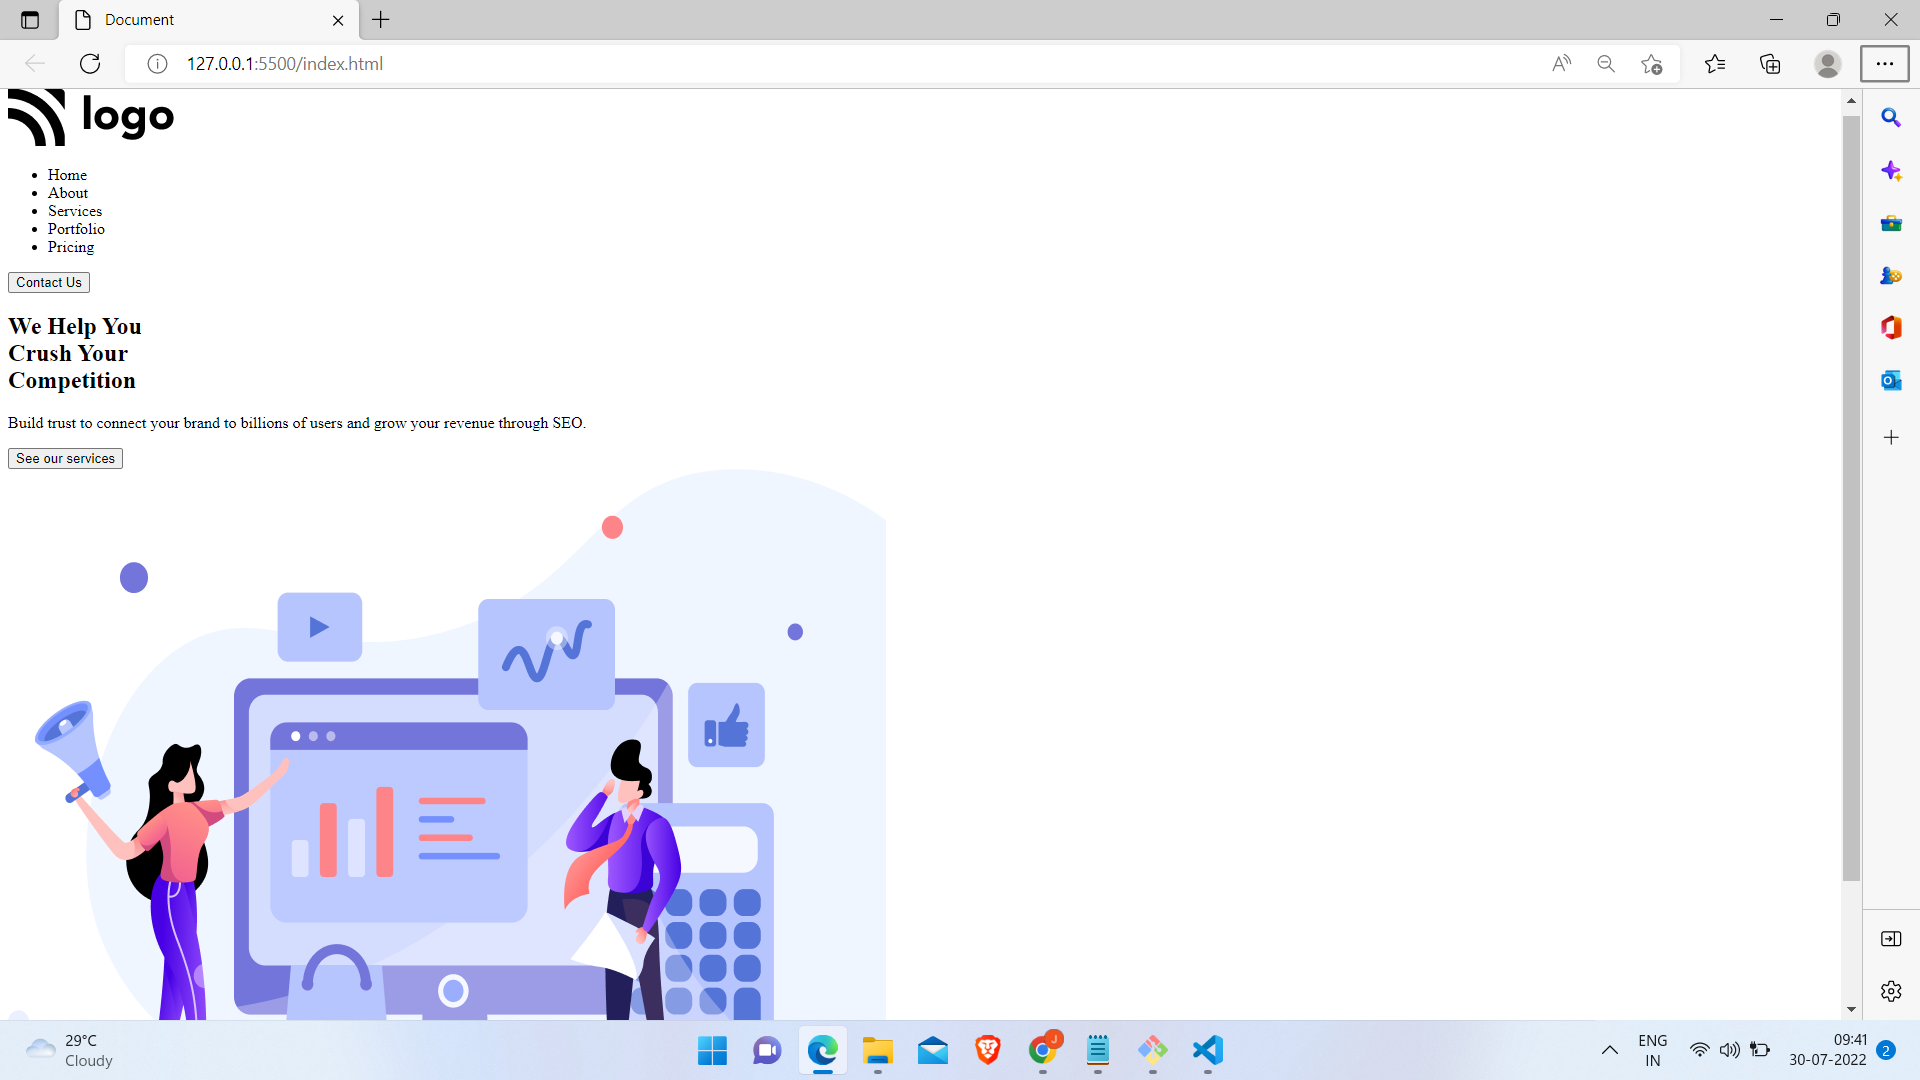 Document
127.0.0.1:5500/index.html
logo
Home
About
Services
Portfolio
Pricing
Contact Us
We Help You
Crush Your
Competition
Build trust to connect your brand to billions of users and grow your revenue through SEO.
See our services
29°C
Cloudy
J
ENG
IN
09:41
30-07-2022
2